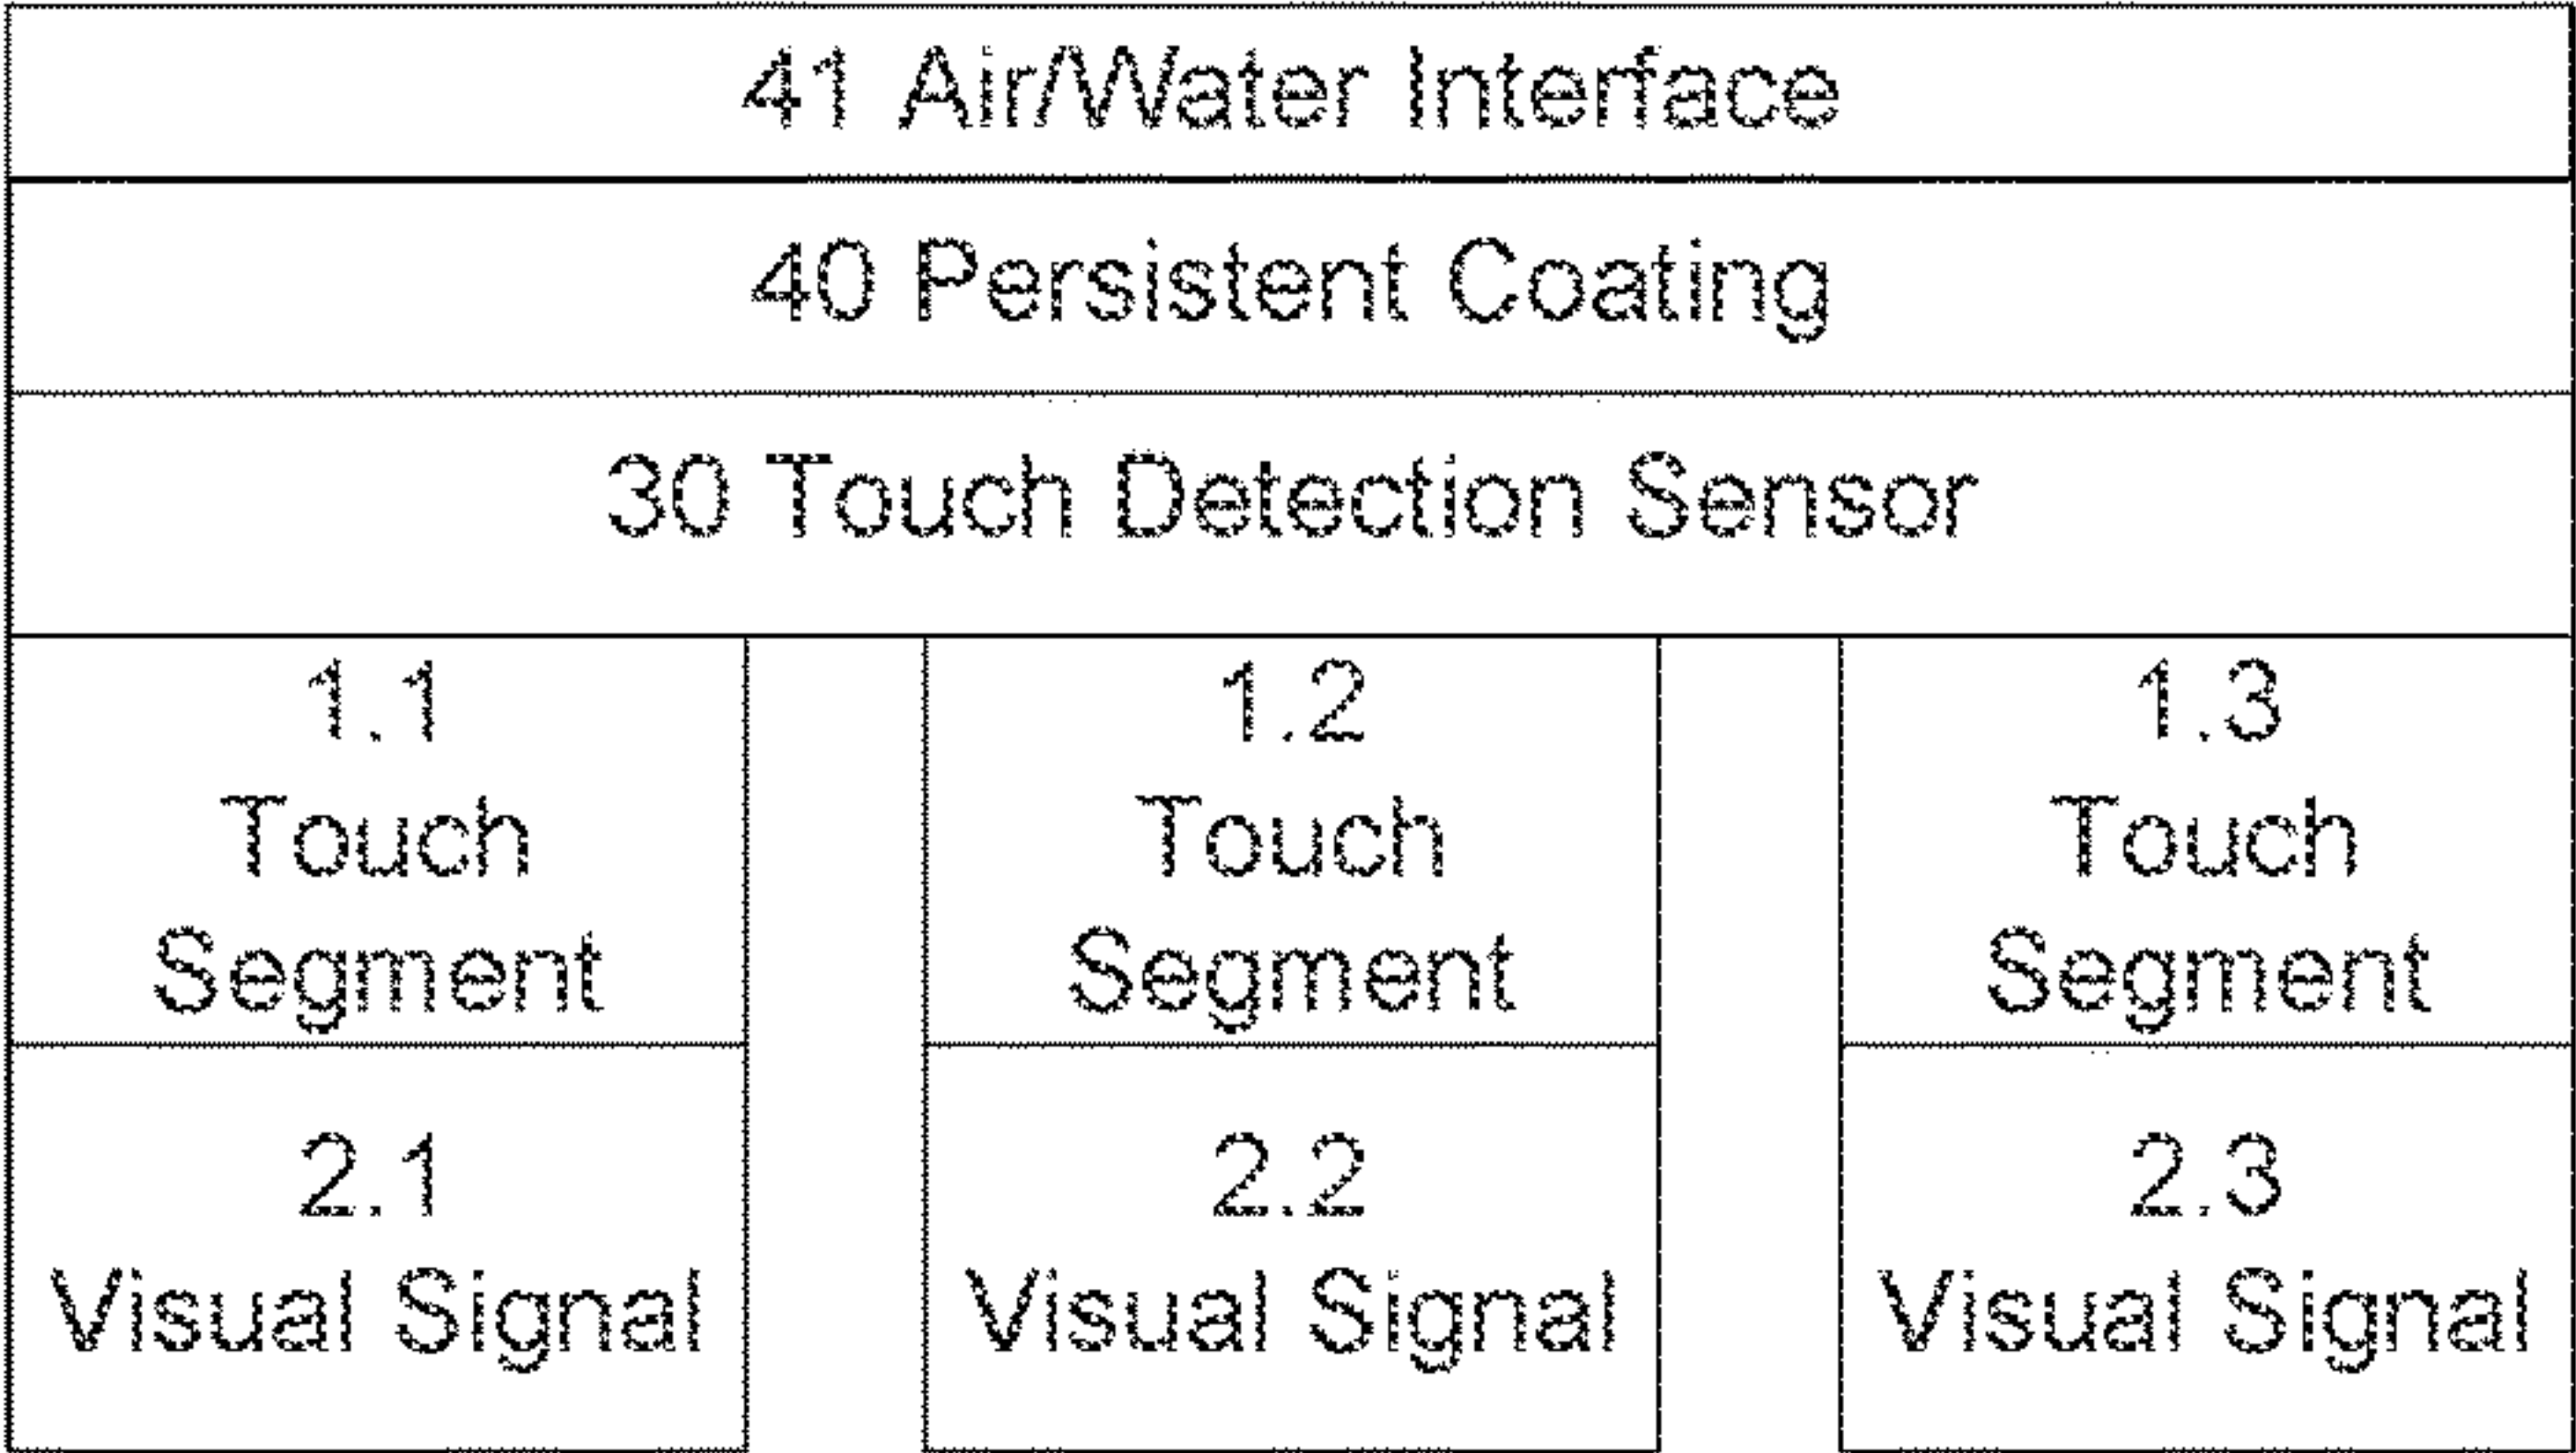 41 Air/Water Interface
40 Persistent Coating
30 Touch Detection Sensor
1.1
Touch
Segment
1.2
Touch
Segment
1.3
Touch
Segment
2.1
Visual Signal
2.2
Visual Signal
2.3
Visual Signal